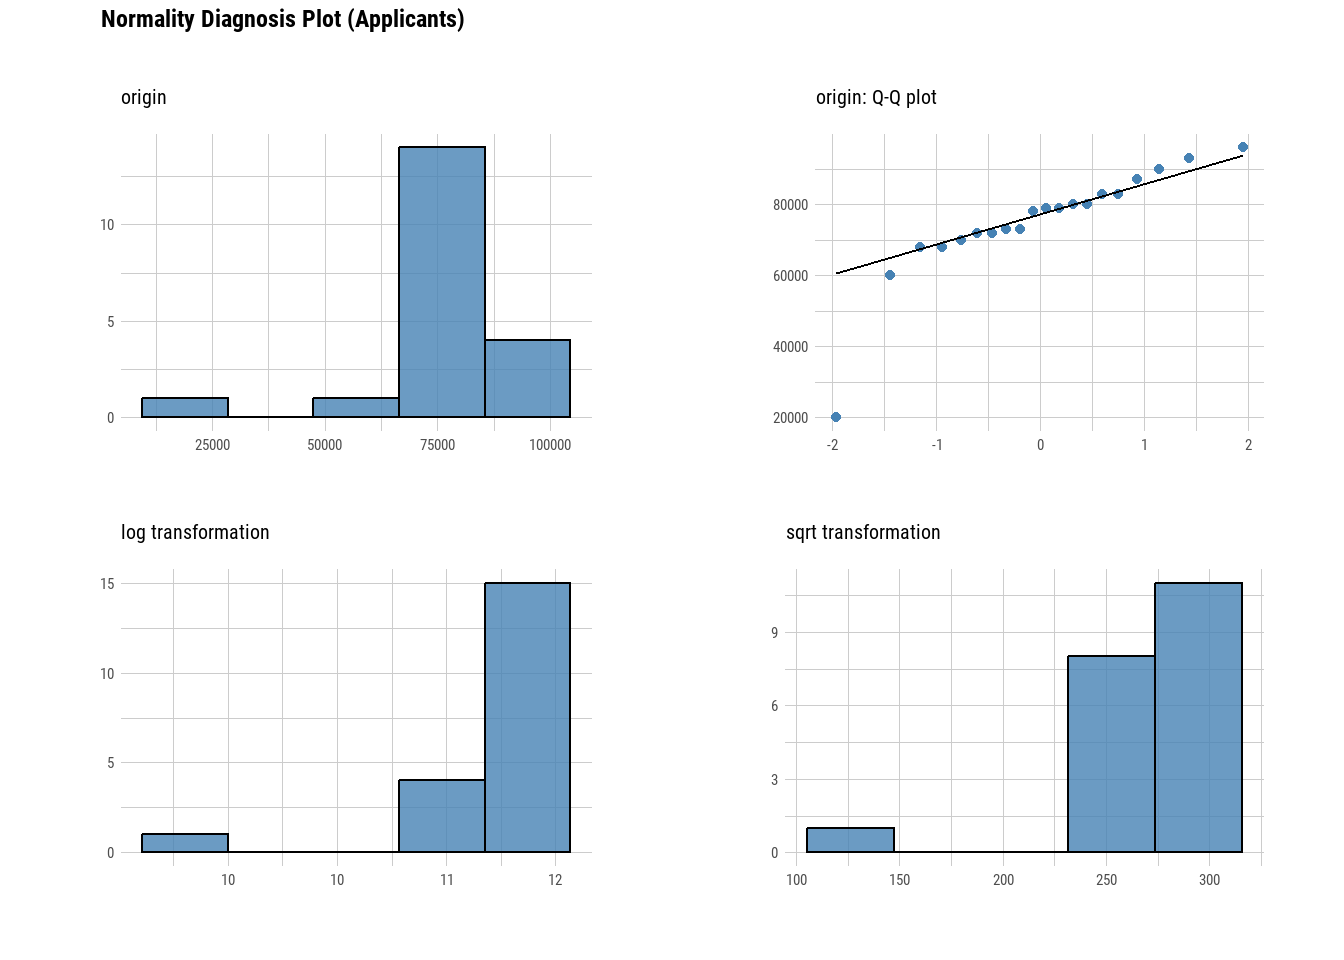 Normality Diagnosis Plot (Applicants)
origin
10
5
0
25000 50000 75000 100000
origin: Q-Q plot
80000
60000
40000
20000
-2 -1 0 1 2
log transformation
15
10
5
0
10 10 11 12
sqrt transformation
9
6
3
0
100 150 200 250 300